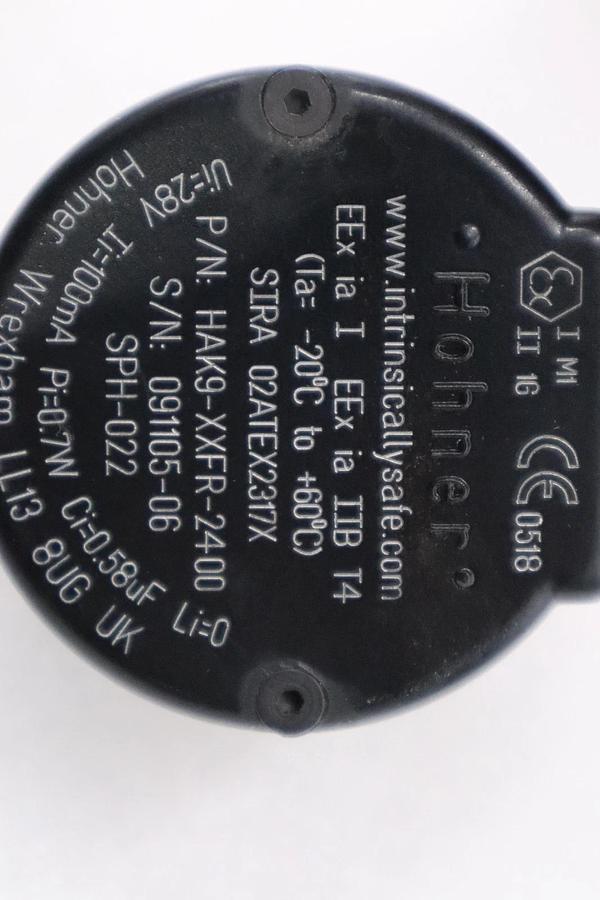 Ex I M1
II 1G
CE 0518
Hohner
www.intrinsicallysafe.com
EEx ia I EEx ia IIB T4
(Ta= -20°C to +60°C)
SIRA 02ATEX2317X
P/N: HAK9-XXFR-2400
S/N: 091105-06
SPH-022
Ui=28V Ii=100mA Pi=0.7W Ci=0.58uF Li=0
Hohner Wrexham LL13 8UG UK